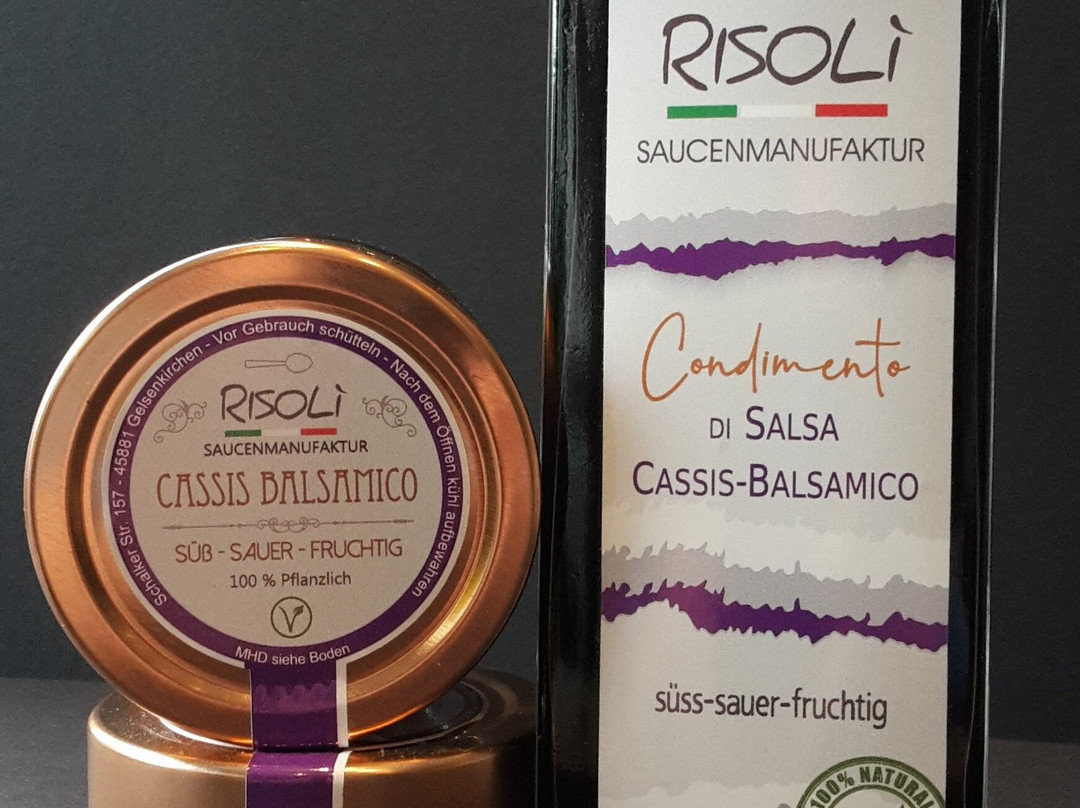 RISOLÌ
SAUCENMANUFAKTUR
Condimento
DI SALSA
CASSIS-BALSAMICO
süss-sauer-fruchtig
100% NATURAL
Schalker Str. 157 - 45881 Gelsenkirchen - Vor Gebrauch schütteln - Nach dem Öffnen kühl aufbewahren
RISOLÌ
SAUCENMANUFAKTUR
CASSIS BALSAMICO
SÜß - SAUER - FRUCHTIG
100 % Pflanzlich
V
MHD siehe Boden